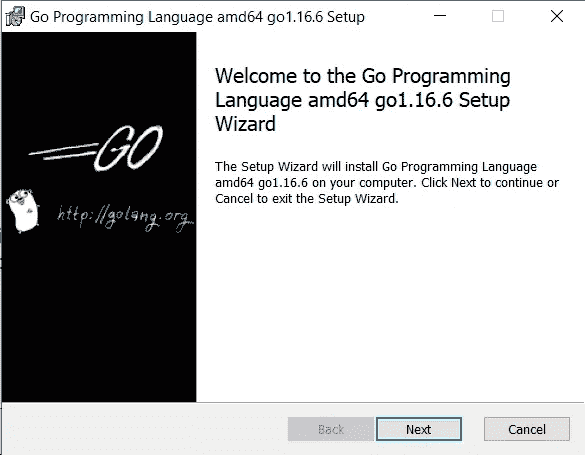 Go Programming Language amd64 go1.16.6 Setup
Welcome to the Go Programming
Language amd64 go1.16.6 Setup
Wizard
GO
The Setup Wizard will install Go Programming Language
amd64 go1.16.6 on your computer. Click Next to continue or
Cancel to exit the Setup Wizard.
http://golang.org
Back
Next
Cancel